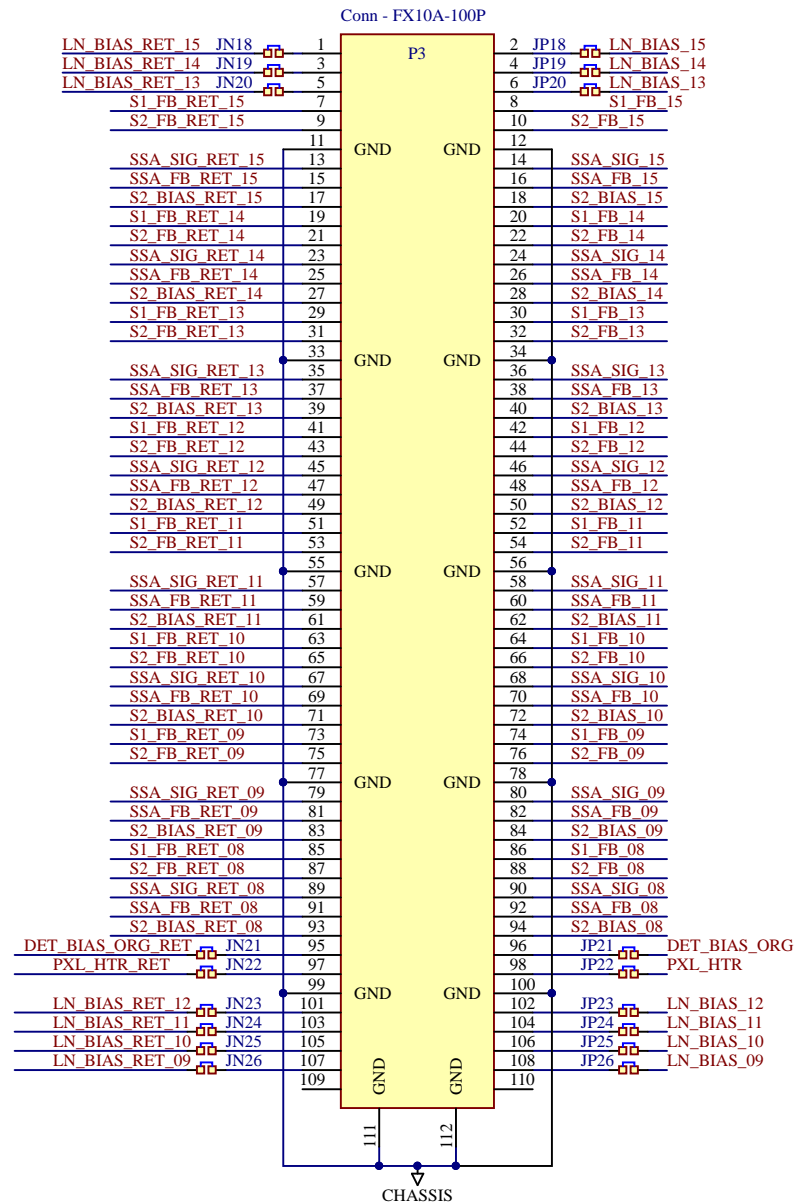 Conn - FX10A-100P
P3
LN_BIAS_RET_15 JN18 1 2 JP18 LN_BIAS_15
LN_BIAS_RET_14 JN19 3 4 JP19 LN_BIAS_14
LN_BIAS_RET_13 JN20 5 6 JP20 LN_BIAS_13
S1_FB_RET_15 7 8 S1_FB_15
S2_FB_RET_15 9 10 S2_FB_15
11 GND GND 12
SSA_SIG_RET_15 13 14 SSA_SIG_15
SSA_FB_RET_15 15 16 SSA_FB_15
S2_BIAS_RET_15 17 18 S2_BIAS_15
S1_FB_RET_14 19 20 S1_FB_14
S2_FB_RET_14 21 22 S2_FB_14
SSA_SIG_RET_14 23 24 SSA_SIG_14
SSA_FB_RET_14 25 26 SSA_FB_14
S2_BIAS_RET_14 27 28 S2_BIAS_14
S1_FB_RET_13 29 30 S1_FB_13
S2_FB_RET_13 31 32 S2_FB_13
33 GND GND 34
SSA_SIG_RET_13 35 36 SSA_SIG_13
SSA_FB_RET_13 37 38 SSA_FB_13
S2_BIAS_RET_13 39 40 S2_BIAS_13
S1_FB_RET_12 41 42 S1_FB_12
S2_FB_RET_12 43 44 S2_FB_12
SSA_SIG_RET_12 45 46 SSA_SIG_12
SSA_FB_RET_12 47 48 SSA_FB_12
S2_BIAS_RET_12 49 50 S2_BIAS_12
S1_FB_RET_11 51 52 S1_FB_11
S2_FB_RET_11 53 54 S2_FB_11
55 GND GND 56
SSA_SIG_RET_11 57 58 SSA_SIG_11
SSA_FB_RET_11 59 60 SSA_FB_11
S2_BIAS_RET_11 61 62 S2_BIAS_11
S1_FB_RET_10 63 64 S1_FB_10
S2_FB_RET_10 65 66 S2_FB_10
SSA_SIG_RET_10 67 68 SSA_SIG_10
SSA_FB_RET_10 69 70 SSA_FB_10
S2_BIAS_RET_10 71 72 S2_BIAS_10
S1_FB_RET_09 73 74 S1_FB_09
S2_FB_RET_09 75 76 S2_FB_09
77 GND GND 78
SSA_SIG_RET_09 79 80 SSA_SIG_09
SSA_FB_RET_09 81 82 SSA_FB_09
S2_BIAS_RET_09 83 84 S2_BIAS_09
S1_FB_RET_08 85 86 S1_FB_08
S2_FB_RET_08 87 88 S2_FB_08
SSA_SIG_RET_08 89 90 SSA_SIG_08
SSA_FB_RET_08 91 92 SSA_FB_08
S2_BIAS_RET_08 93 94 S2_BIAS_08
DET_BIAS_ORG_RET JN21 95 96 JP21 DET_BIAS_ORG
PXL_HTR_RET JN22 97 98 JP22 PXL_HTR
99 GND GND 100
LN_BIAS_RET_12 JN23 101 102 JP23 LN_BIAS_12
LN_BIAS_RET_11 JN24 103 104 JP24 LN_BIAS_11
LN_BIAS_RET_10 JN25 105 106 JP25 LN_BIAS_10
LN_BIAS_RET_09 JN26 107 108 JP26 LN_BIAS_09
109 GND GND 110
111 112
CHASSIS